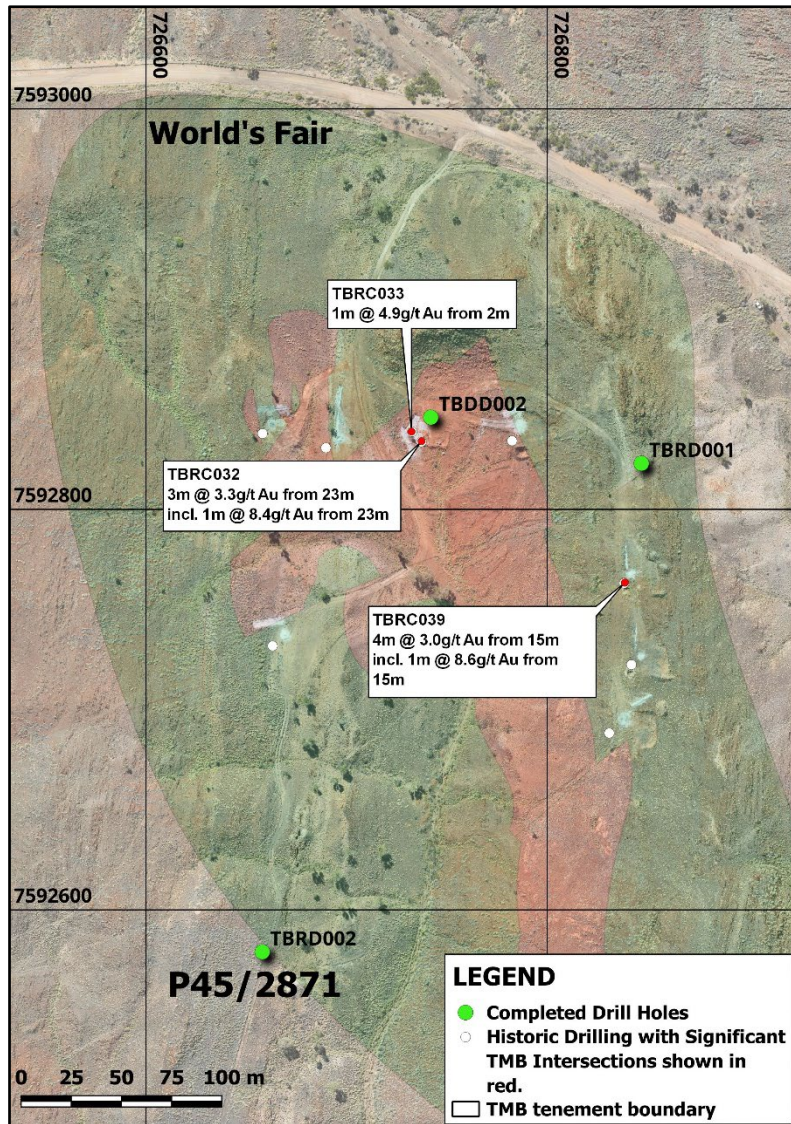 726600
726800
7593000
World's Fair
TBRC033
1m @ 4.9g/t Au from 2m
TBDD002
TBRD001
TBRC032
3m @ 3.3g/t Au from 23m
incl. 1m @ 8.4g/t Au from 23m
7592800
TBRC039
4m @ 3.0g/t Au from 15m
incl. 1m @ 8.6g/t Au from
15m
7592600
TBRD002
P45/2871
LEGEND
Completed Drill Holes
Historic Drilling with Significant
TMB Intersections shown in
red.
TMB tenement boundary
0 25 50 75 100 m